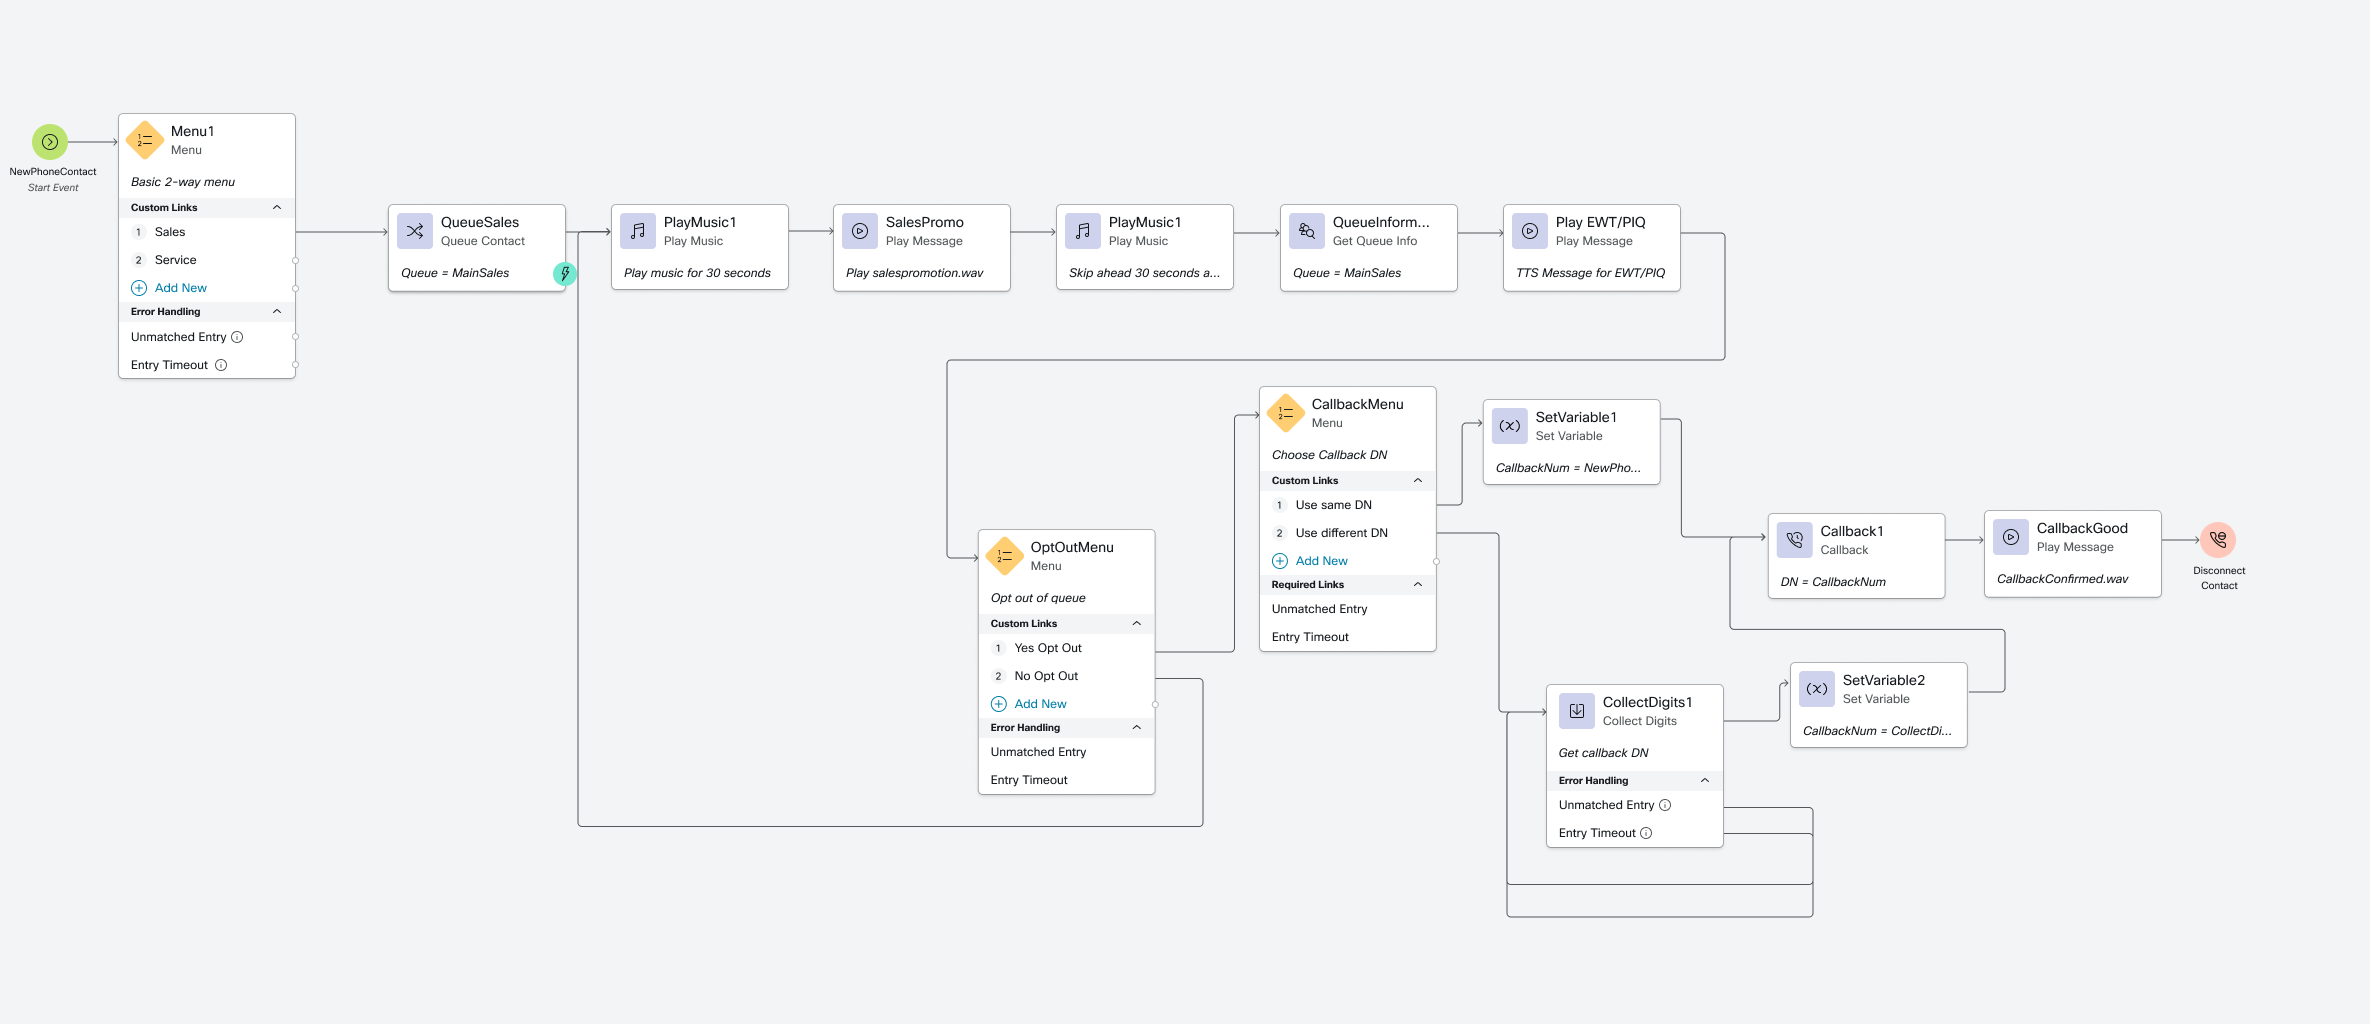 NewPhoneContact
Start Event
1
2
Menu1
Menu
Basic 2-way menu
Custom Links
1 Sales
2 Service
Add New
Error Handling
Unmatched Entry
Entry Timeout
QueueSales
Queue Contact
Queue = MainSales
PlayMusic1
Play Music
Play music for 30 seconds
SalesPromo
Play Message
Play salespromotion.wav
PlayMusic1
Play Music
Skip ahead 30 seconds a...
QueueInform...
Get Queue Info
Queue = MainSales
Play EWT/PIQ
Play Message
TTS Message for EWT/PIQ
1
2
OptOutMenu
Menu
Opt out of queue
Custom Links
1 Yes Opt Out
2 No Opt Out
Add New
Error Handling
Unmatched Entry
Entry Timeout
1
2
CallbackMenu
Menu
Choose Callback DN
Custom Links
1 Use same DN
2 Use different DN
Add New
Required Links
Unmatched Entry
Entry Timeout
(x)
SetVariable1
Set Variable
CallbackNum = NewPho...
CollectDigits1
Collect Digits
Get callback DN
Error Handling
Unmatched Entry
Entry Timeout
(x)
SetVariable2
Set Variable
CallbackNum = CollectDi...
Callback1
Callback
DN = CallbackNum
CallbackGood
Play Message
CallbackConfirmed.wav
Disconnect
Contact